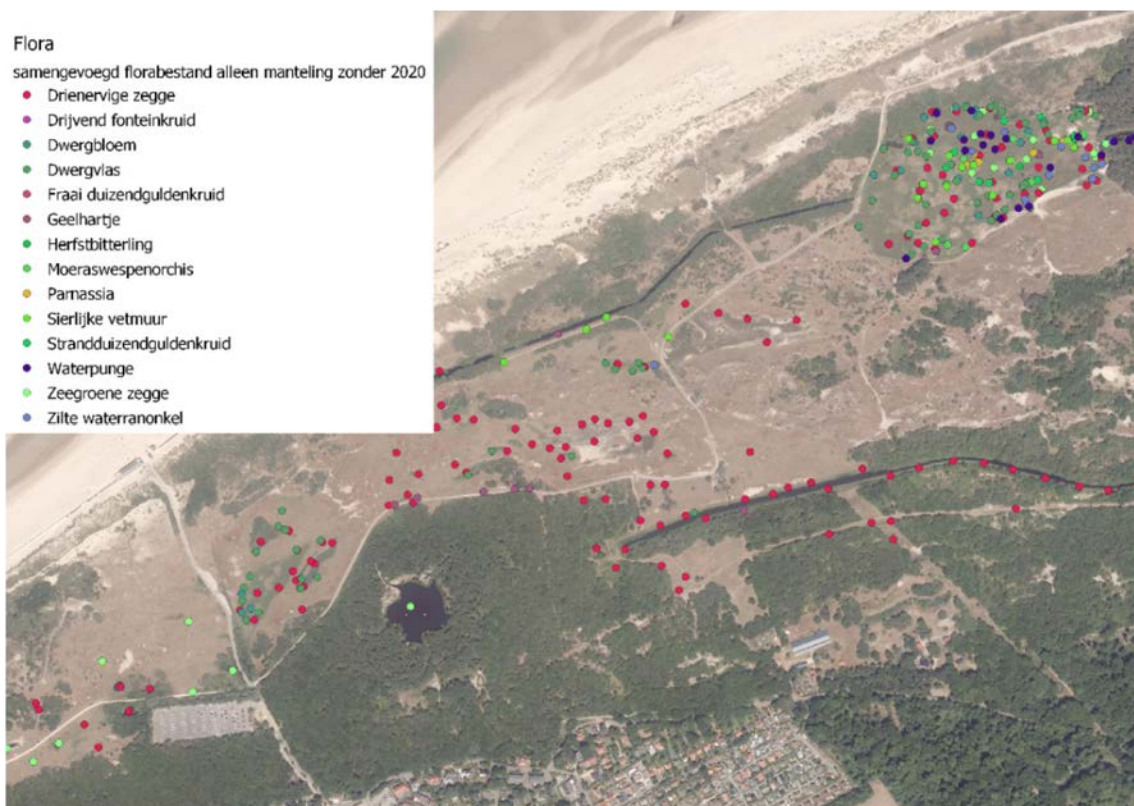 Flora
samengevoegd florabestand alleen manteling zonder 2020
Drienervige zegge
Drijvend fonteinkruid
Dwergbloem
Dwergvlas
Fraai duizendguldenkruid
Geelhartje
Herfstbitterling
Moeraswespenorchis
Parnassia
Sierlijke vetmuur
Strandduizendguldenkruid
Waterpunge
Zeegroene zegge
Zilte waterranonkel